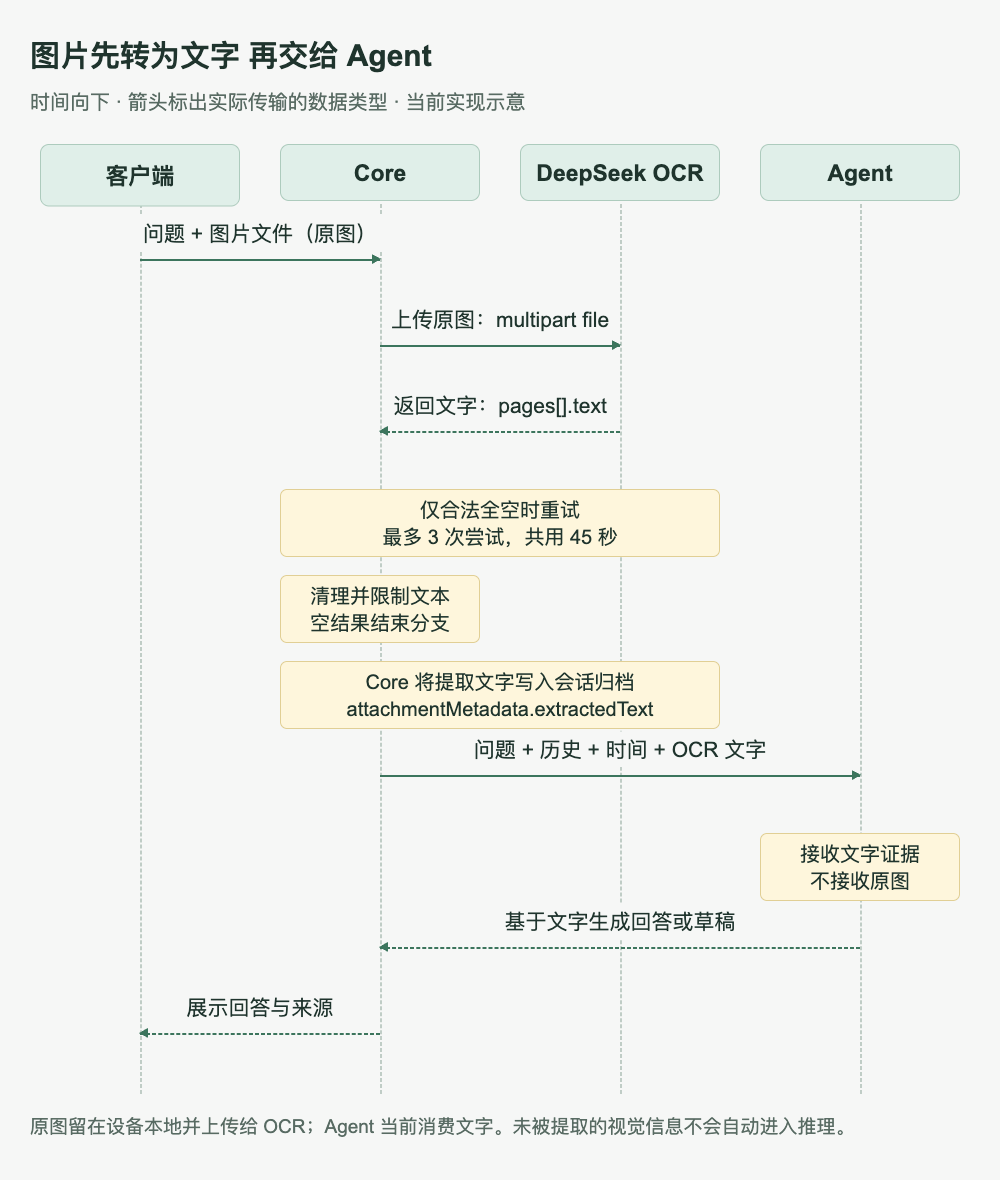 图片先转为文字 再交给 Agent
时间向下 · 箭头标出实际传输的数据类型 · 当前实现示意
客户端
Core
DeepSeek OCR
Agent
问题 + 图片文件（原图）
上传原图：multipart file
返回文字：pages[].text
仅合法全空时重试
最多 3 次尝试，共用 45 秒
清理并限制文本
空结果结束分支
Core 将提取文字写入会话归档
attachmentMetadata.extractedText
问题 + 历史 + 时间 + OCR 文字
接收文字证据
不接收原图
基于文字生成回答或草稿
展示回答与来源
原图留在设备本地并上传给 OCR；Agent 当前消费文字。未被提取的视觉信息不会自动进入推理。